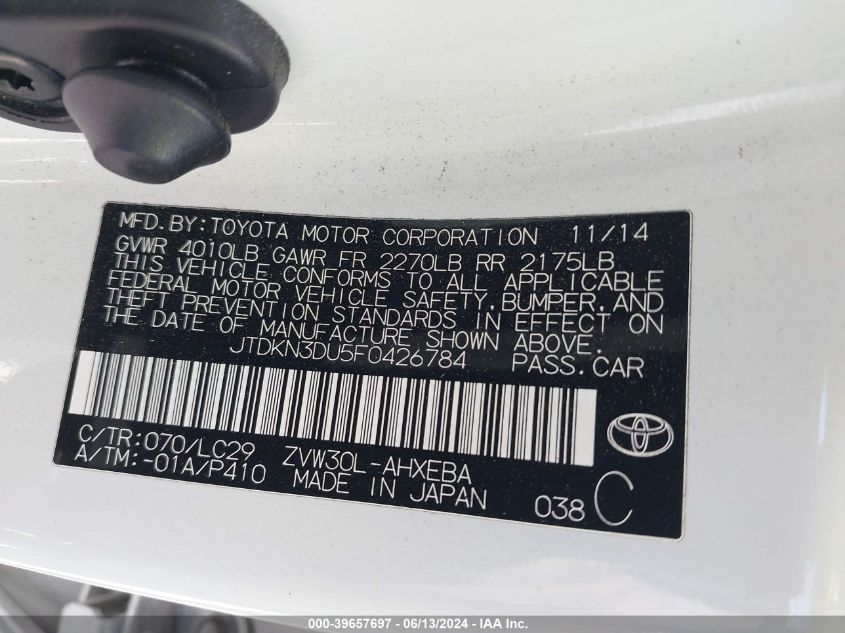 MFD. BY: TOYOTA MOTOR CORPORATION 11/14
GVWR 4010LB GAWR FR 2270LB RR 2175LB
THIS VEHICLE CONFORMS TO ALL APPLICABLE
FEDERAL MOTOR VEHICLE SAFETY, BUMPER, AND
THEFT PREVENTION STANDARDS IN EFFECT ON
THE DATE OF MANUFACTURE SHOWN ABOVE.
JTDKN3DU5F0426784 PASS. CAR
C/TR: 070/LC29 ZVW30L-AHXEBA
A/TM: -01A/P410 MADE IN JAPAN 038 C
000-39657697 - 06/13/2024 - IAA Inc.